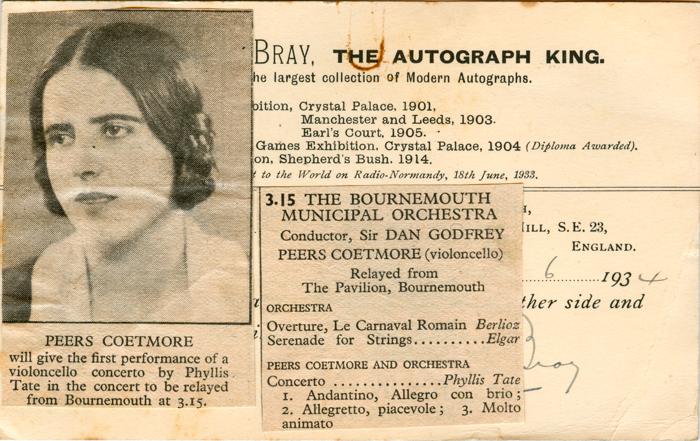 BRAY, THE AUTOGRAPH KING.
he largest collection of Modern Autographs.
bition, Crystal Palace, 1901,
Manchester and Leeds, 1903.
Earl's Court, 1905.
Games Exhibition, Crystal Palace, 1904 (Diploma Awarded).
on, Shepherd's Bush. 1914.
t to the World on Radio-Normandy, 18th June, 1933.
ILL, S.E. 23,
ENGLAND.
6 1934
ther side and
Bray
PEERS COETMORE
will give the first performance of a
violoncello concerto by Phyllis
Tate in the concert to be relayed
from Bournemouth at 3.15.
3.15 THE BOURNEMOUTH
MUNICIPAL ORCHESTRA
Conductor, Sir DAN GODFREY
PEERS COETMORE (violoncello)
Relayed from
The Pavilion, Bournemouth
ORCHESTRA
Overture, Le Carnaval Romain Berlioz
Serenade for Strings..........Elgar
PEERS COETMORE AND ORCHESTRA
Concerto ...............Phyllis Tate
1. Andantino, Allegro con brio;
2. Allegretto, piacevole; 3. Molto
animato